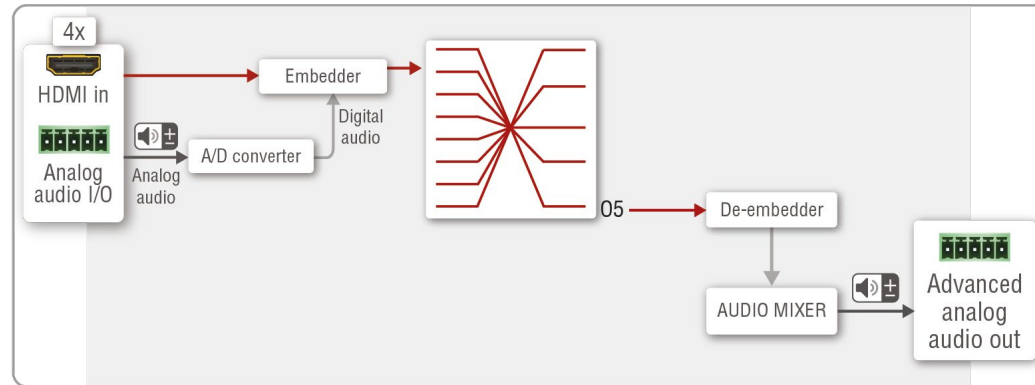 4x
HDMI in
Analog
audio I/O
Analog
audio
A/D converter
Embedder
Digital
audio
O5
De-embedder
AUDIO MIXER
Advanced
analog
audio out